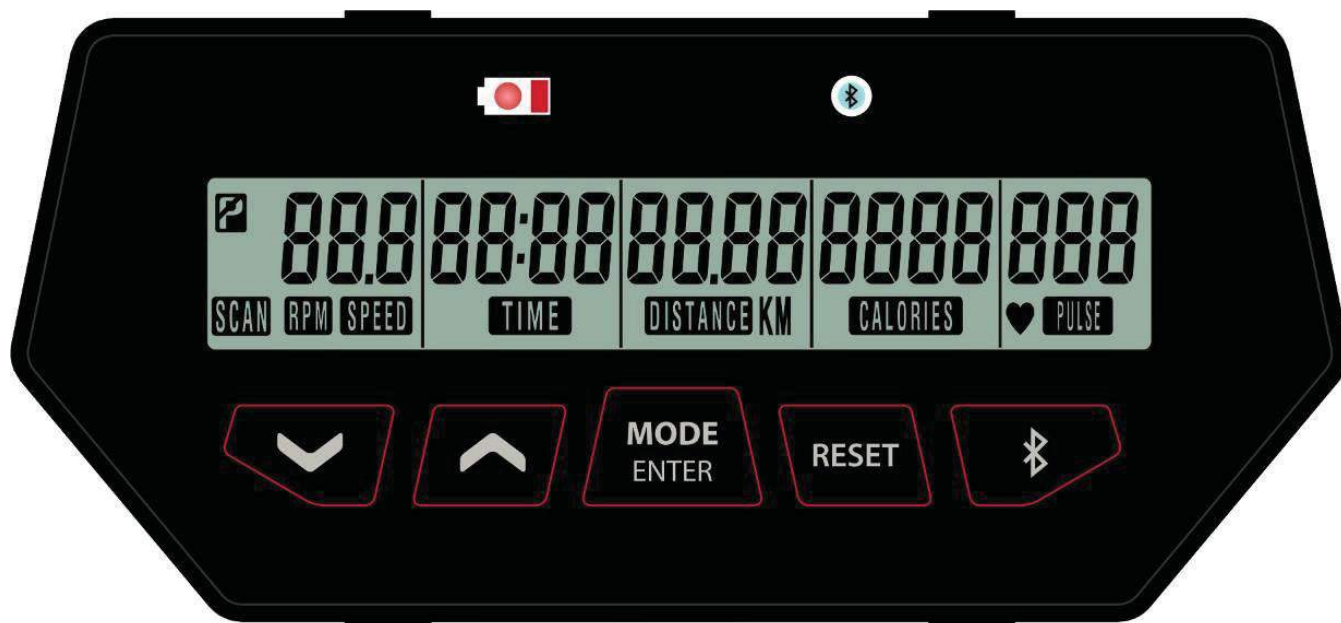 88.8 88:88 88.88 8888 888
SCAN RPM SPEED TIME DISTANCE KM CALORIES PULSE
MODE
ENTER
RESET